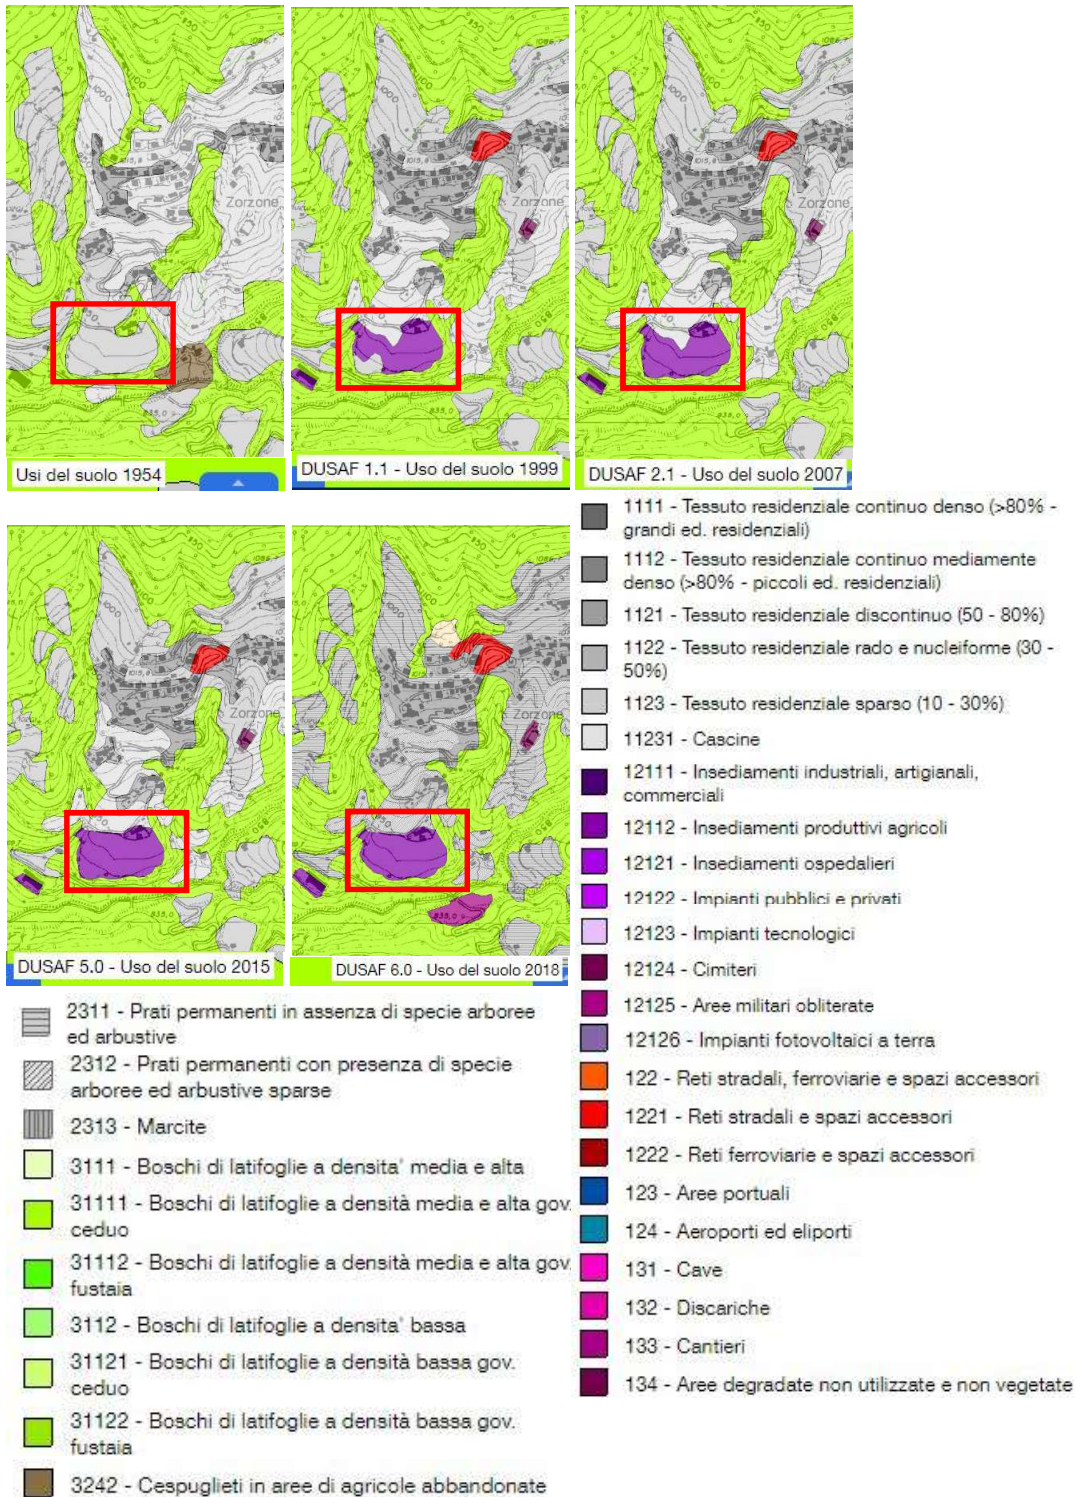 Zorzone
Zorzone
Zorzone
Usi del suolo 1954
DUSAF 1.1 - Uso del suolo 1999
DUSAF 2.1 - Uso del suolo 2007
Zorzone
Zorzone
DUSAF 5.0 - Uso del suolo 2015
DUSAF 6.0 - Uso del suolo 2018
1111 - Tessuto residenziale continuo denso (>80% -
grandi ed. residenziali)
1112 - Tessuto residenziale continuo mediamente
denso (>80% - piccoli ed. residenziali)
1121 - Tessuto residenziale discontinuo (50 - 80%)
1122 - Tessuto residenziale rado e nucleiforme (30 -
50%)
1123 - Tessuto residenziale sparso (10 - 30%)
11231 - Cascine
12111 - Insediamenti industriali, artigianali,
commerciali
12112 - Insediamenti produttivi agricoli
12121 - Insediamenti ospedalieri
12122 - Impianti pubblici e privati
12123 - Impianti tecnologici
12124 - Cimiteri
12125 - Aree militari obliterate
12126 - Impianti fotovoltaici a terra
122 - Reti stradali, ferroviarie e spazi accessori
1221 - Reti stradali e spazi accessori
1222 - Reti ferroviarie e spazi accessori
123 - Aree portuali
124 - Aeroporti ed eliporti
131 - Cave
132 - Discariche
133 - Cantieri
134 - Aree degradate non utilizzate e non vegetate
2311 - Prati permanenti in assenza di specie arboree
ed arbustive
2312 - Prati permanenti con presenza di specie
arboree ed arbustive sparse
2313 - Marcite
3111 - Boschi di latifoglie a densita' media e alta
31111 - Boschi di latifoglie a densità media e alta gov.
ceduo
31112 - Boschi di latifoglie a densità media e alta gov.
fustaia
3112 - Boschi di latifoglie a densita' bassa
31121 - Boschi di latifoglie a densità bassa gov.
ceduo
31122 - Boschi di latifoglie a densità bassa gov.
fustaia
3242 - Cespuglieti in aree di agricole abbandonate